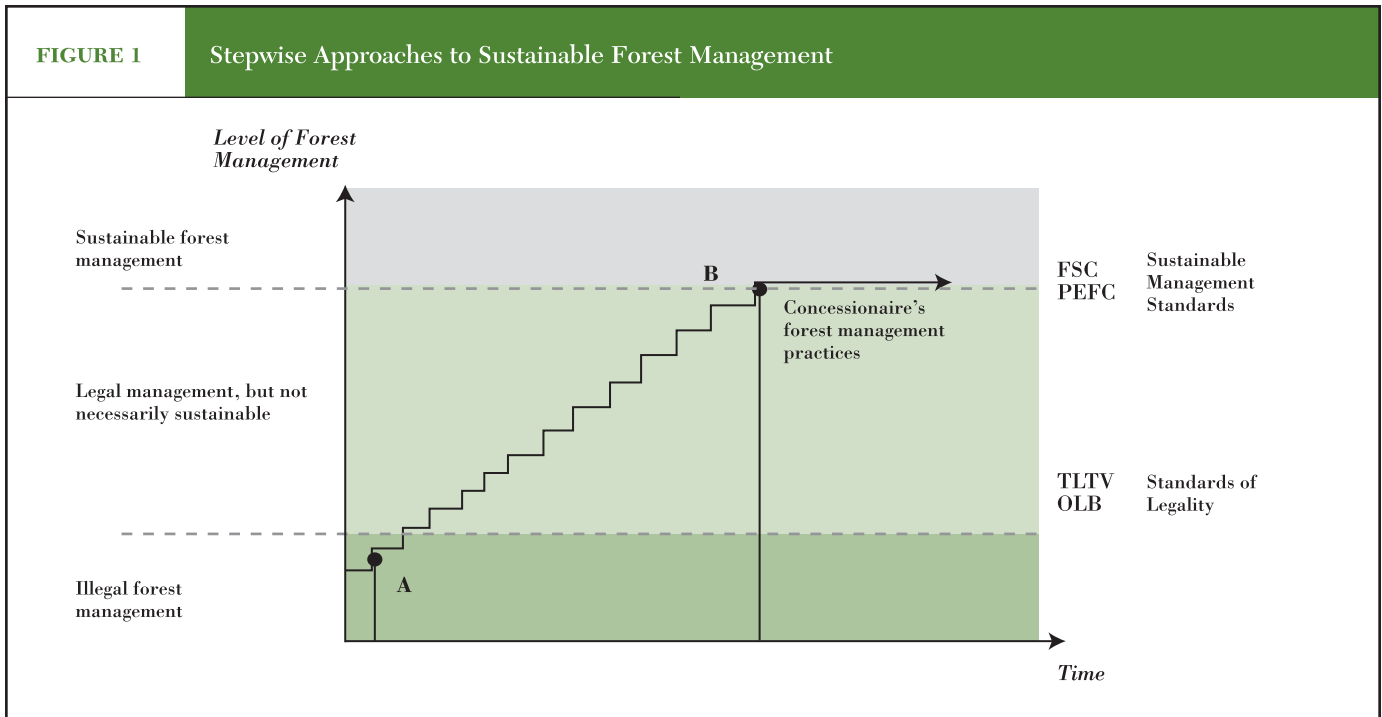 FIGURE 1
Stepwise Approaches to Sustainable Forest Management
Level of Forest
Management
Sustainable forest
management
B
FSC
PEFC
Sustainable
Management
Standards
Concessionaire’s
forest management
practices
Legal management, but not
necessarily sustainable
TLTV
OLB
Standards of
Legality
Illegal forest
management
A
Time